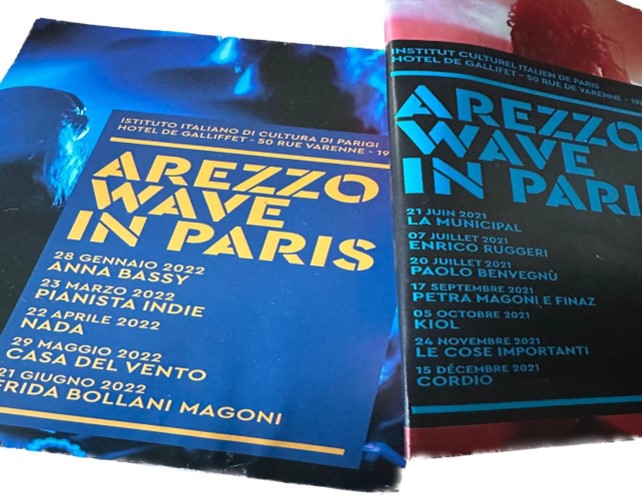 ISTITUTO ITALIANO DI CULTURA DI PARIGI
HOTEL DE GALLIFFET - 50 RUE VARENNE - 19
AREZZO
WAVE
IN PARIS
28 GENNAIO 2022
ANNA BASSY
23 MARZO 2022
PIANISTA INDIE
22 APRILE 2022
NADA
29 MAGGIO 2022
CASA DEL VENTO
21 GIUGNO 2022
FRIDA BOLLANI MAGONI
INSTITUT CULTUREL ITALIEN DE PARIS
HOTEL DE GALLIFET - 50 RUE DE VARENNE -
AREZZO
WAVE
IN PARI
21 JUIN 2021
LA MUNICIPAL
07 JUILLET 2021
ENRICO RUGGERI
20 JUILLET 2021
PAOLO BENVEGNÙ
17 SEPTEMBRE 2021
PETRA MAGONI E FINAZ
05 OCTOBRE 2021
KIOL
24 NOVEMBRE 2021
LE COSE IMPORTANTI
15 DÉCEMBRE 2021
CORDIO